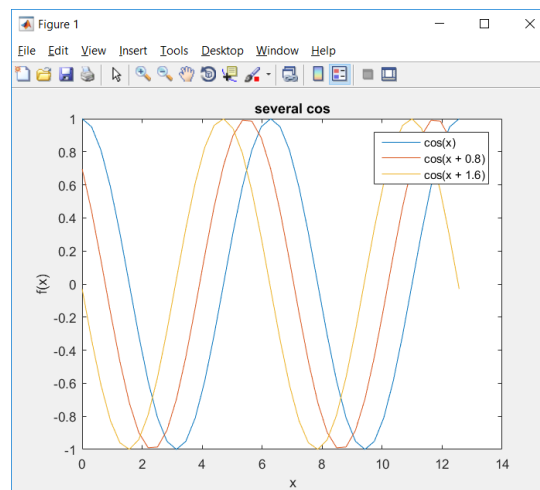 Figure 1
File Edit View Insert Tools Desktop Window Help
several cos
cos(x)
cos(x + 0.8)
cos(x + 1.6)
1
0.8
0.6
0.4
0.2
0
-0.2
-0.4
-0.6
-0.8
-1
f(x)
0 2 4 6 8 10 12 14
x